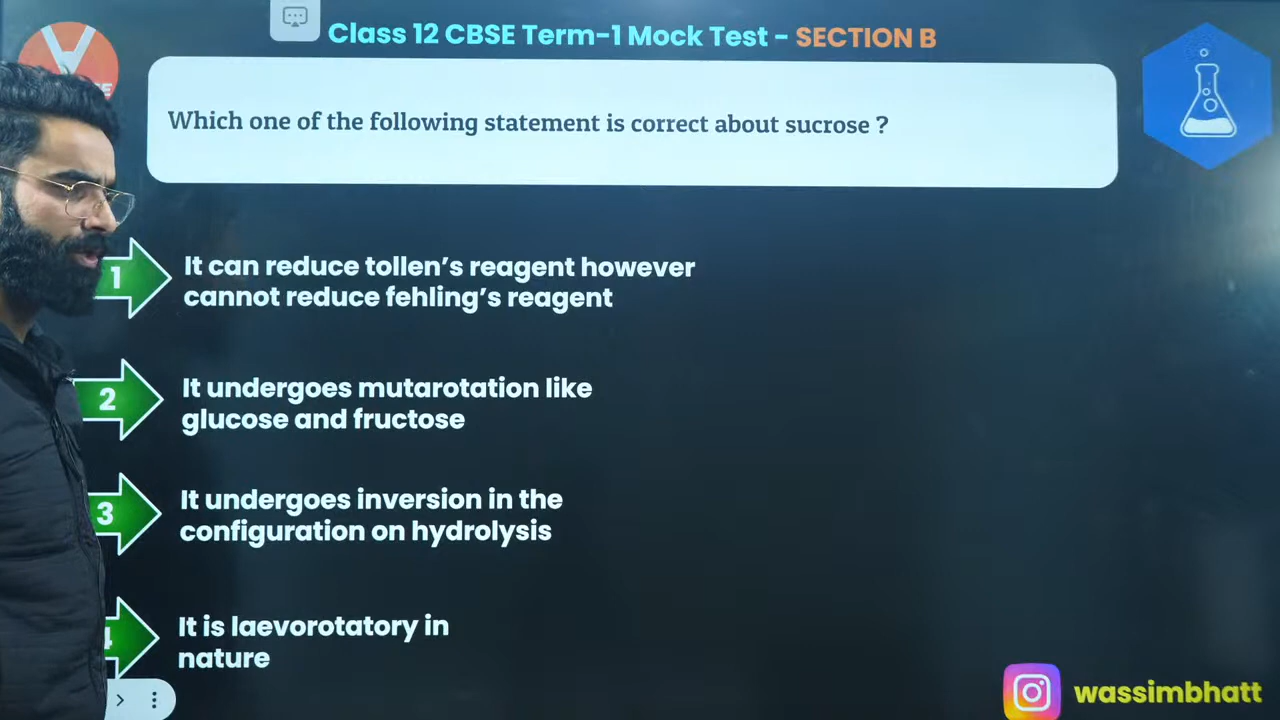 Class 12 CBSE Term-1 Mock Test - SECTION B
Which one of the following statement is correct about sucrose ?
1
It can reduce tollen's reagent however
cannot reduce fehling's reagent
2
It undergoes mutarotation like
glucose and fructose
3
It undergoes inversion in the
configuration on hydrolysis
4
It is laevorotatory in
nature
wassimbhatt